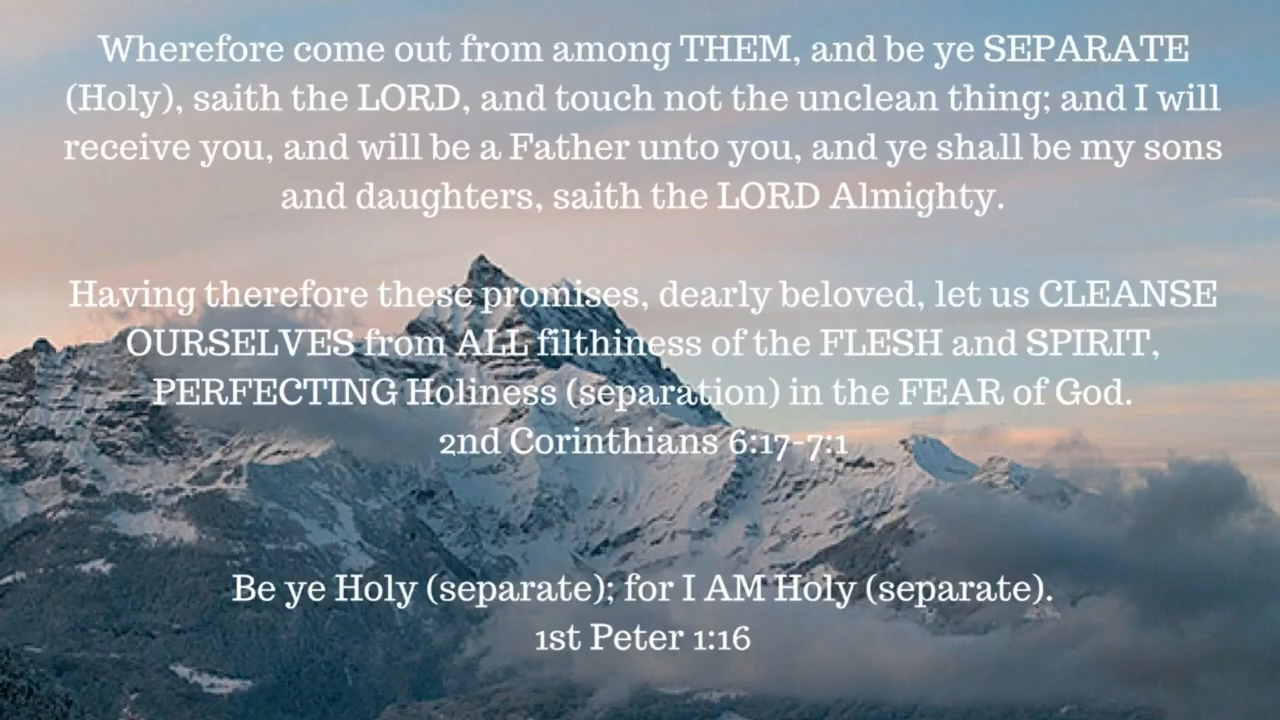 Wherefore come out from among THEM, and be ye SEPARATE
(Holy), saith the LORD, and touch not the unclean thing; and I will
receive you, and will be a Father unto you, and ye shall be my sons
and daughters, saith the LORD Almighty.
Having therefore these promises, dearly beloved, let us CLEANSE
OURSELVES from ALL filthiness of the FLESH and SPIRIT,
PERFECTING Holiness (separation) in the FEAR of God.
2nd Corinthians 6:17-7:1
Be ye Holy (separate); for I AM Holy (separate).
1st Peter 1:16